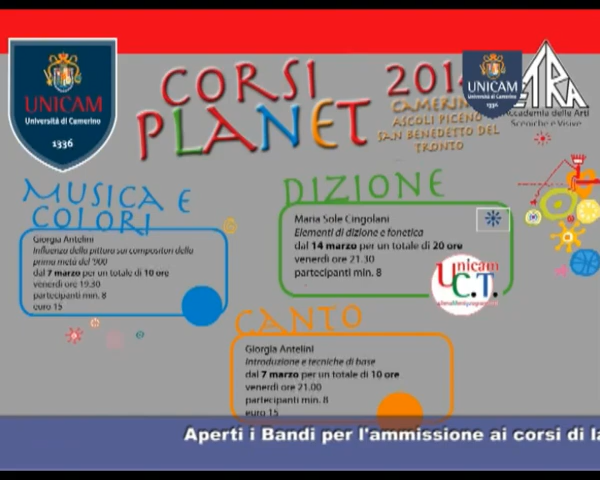 UNICAM
Università di Camerino
1336
CORSI
PLANET
UNICAM
Università di Camerino
1336
Accademia delle Arti
Sceniche e Visive
ASCOLI PICENO
SAN BENEDETTO DEL
TRONTO
MUSICA E
COLORI
Giorgia Antelini
Influenza della pittura sui compositori della
prima metà del '900
dal 7 marzo per un totale di 10 ore
venerdì ore 19.30
partecipanti min. 8
euro 15
DIZIONE
Maria Sole Cingolani
Elementi di dizione e fonetica
dal 14 marzo per un totale di 20 ore
venerdì ore 21.30
partecipanti min. 8
Unicam
U.C.T.
CANTO
Giorgia Antelini
Introduzione e tecniche di base
dal 7 marzo per un totale di 10 ore
venerdì ore 21.00
partecipanti min. 8
euro 15
Aperti i Bandi per l'ammissione ai corsi di la